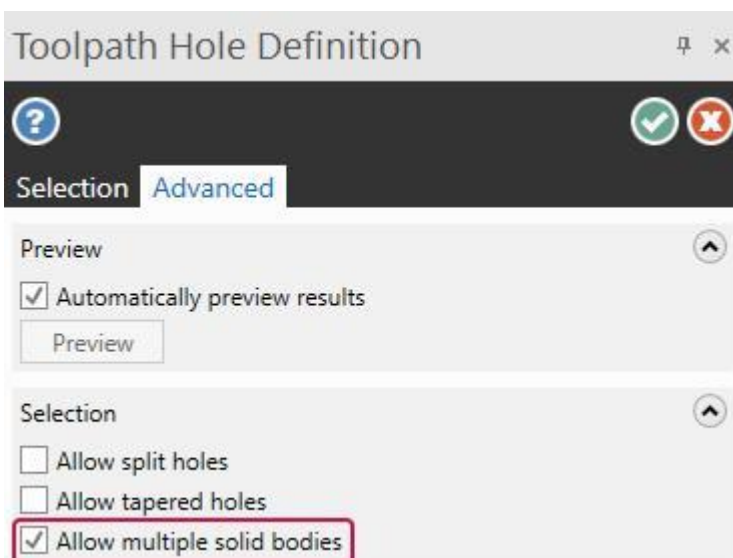 Toolpath Hole Definition
?
Selection Advanced
Preview
Automatically preview results
Preview
Selection
Allow split holes
Allow tapered holes
Allow multiple solid bodies